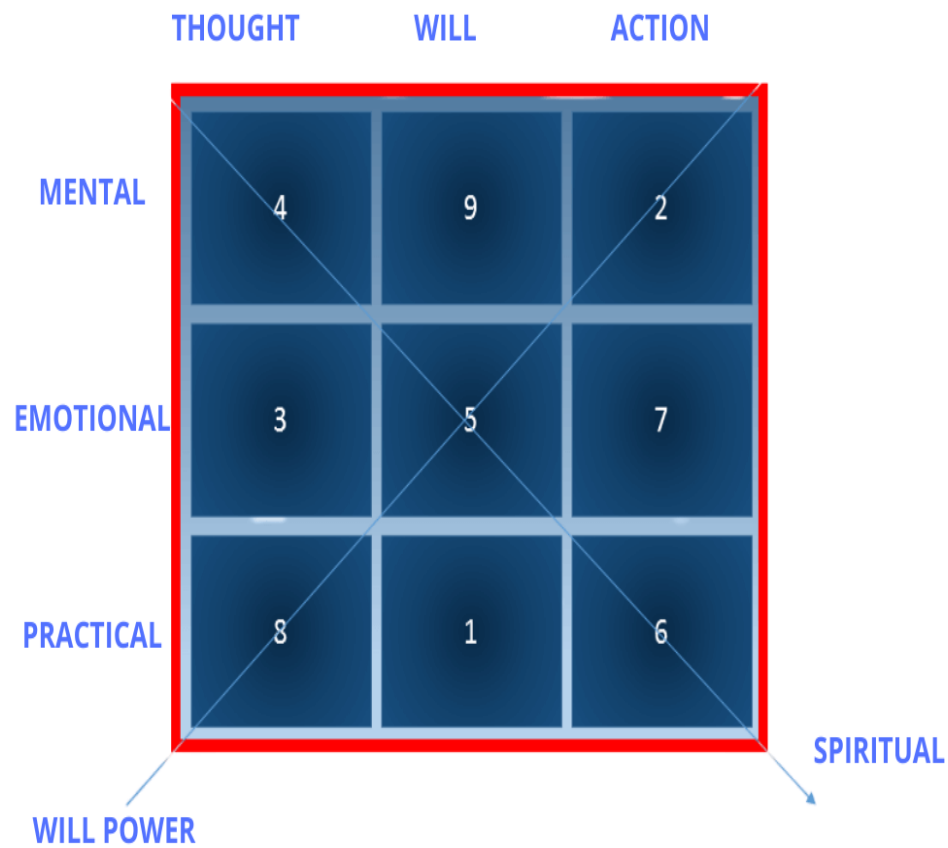 THOUGHT WILL ACTION
MENTAL 4 9 2
EMOTIONAL 3 5 7
PRACTICAL 8 1 6
SPIRITUAL
WILL POWER